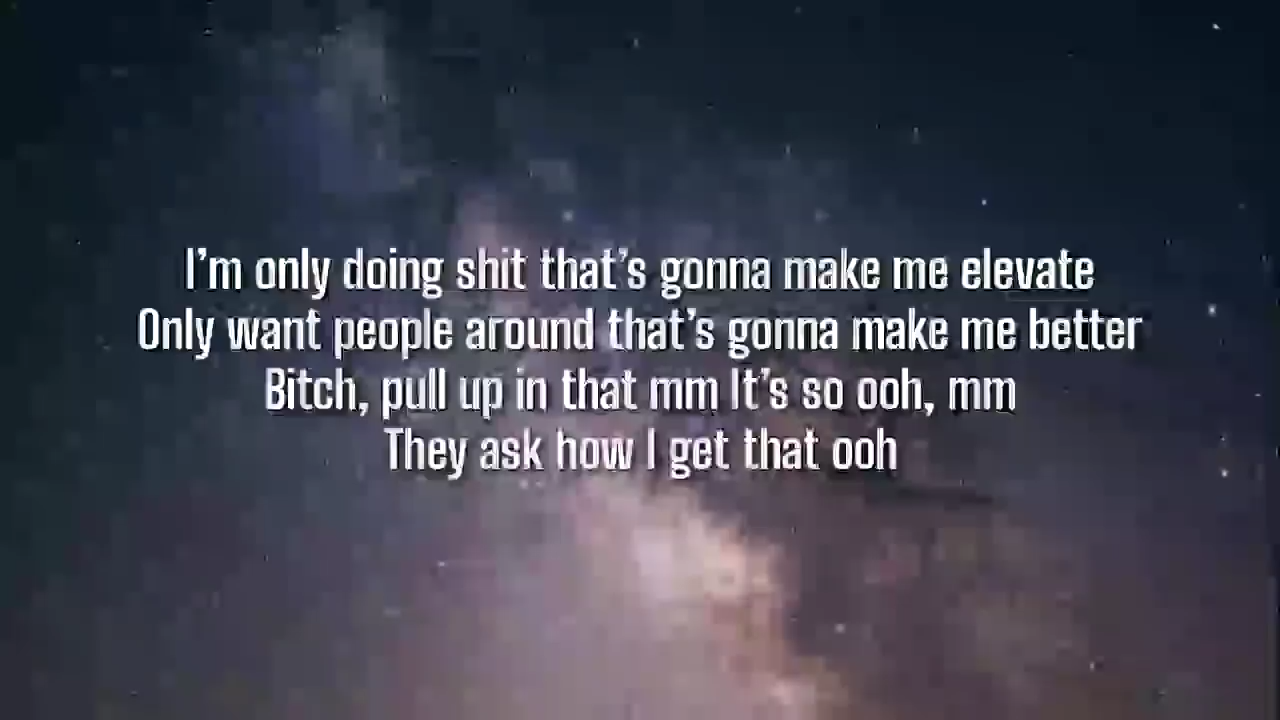 I'm only doing shit that's gonna make me elevate
Only want people around that's gonna make me better
Bitch, pull up in that mm It's so ooh, mm
They ask how I get that ooh